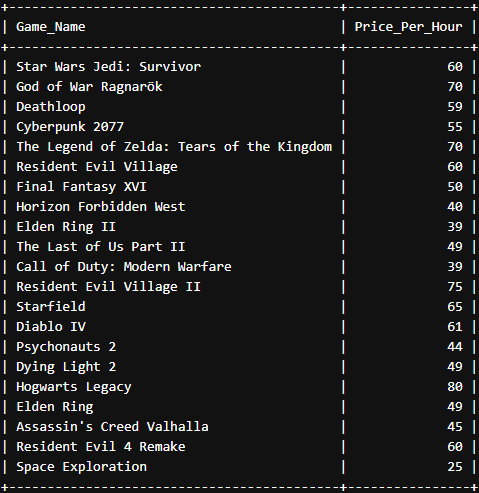 +-----------------------------------------+----------------+
| Game_Name                               | Price_Per_Hour |
+-----------------------------------------+----------------+
| Star Wars Jedi: Survivor                |             60 |
| God of War Ragnarök                     |             70 |
| Deathloop                               |             59 |
| Cyberpunk 2077                          |             55 |
| The Legend of Zelda: Tears of the Kingdom |             70 |
| Resident Evil Village                   |             60 |
| Final Fantasy XVI                       |             50 |
| Horizon Forbidden West                  |             40 |
| Elden Ring II                           |             39 |
| The Last of Us Part II                  |             49 |
| Call of Duty: Modern Warfare            |             39 |
| Resident Evil Village II                |             75 |
| Starfield                               |             65 |
| Diablo IV                               |             61 |
| Psychonauts 2                           |             44 |
| Dying Light 2                           |             49 |
| Hogwarts Legacy                         |             80 |
| Elden Ring                              |             49 |
| Assassin's Creed Valhalla               |             45 |
| Resident Evil 4 Remake                  |             60 |
| Space Exploration                       |             25 |
+-----------------------------------------+----------------+